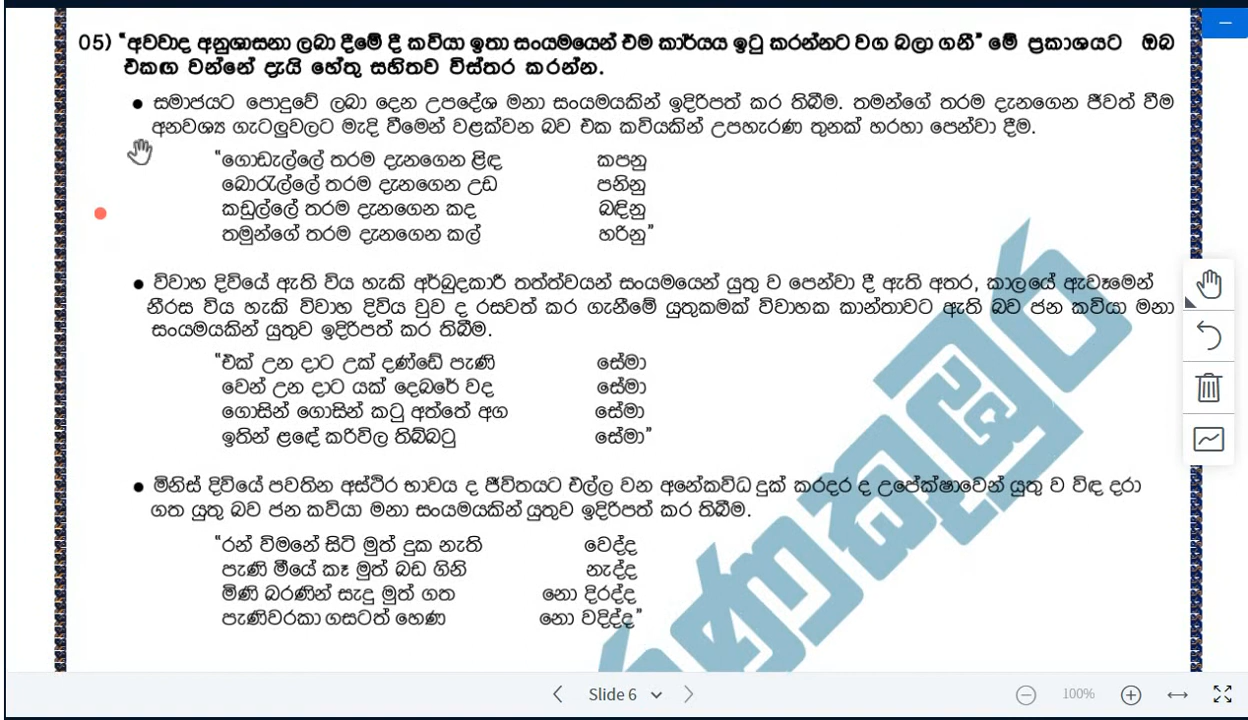 05) "අවවාද අනුශාසනා ලබා දීමේ දී කවියා ඉතා සංයමයෙන් එම කාර්යය ඉටු කරන්නට වග බලා ගනී" මේ ප්‍රකාශයට ඔබ
එකඟ වන්නේ දැයි හේතු සහිතව විස්තර කරන්න.
• සමාජයට පොදුවේ ලබා දෙන උපදේශ මනා සංයමයකින් ඉදිරිපත් කර තිබීම. තමන්ගේ තරම දැනගෙන ජීවත් වීම
අනවශ්‍ය ගැටලුවලට මැදි වීමෙන් වළක්වන බව එක කවියකින් උපහැරණ තුනක් හරහා පෙන්වා දීම.
"ගොඩැල්ලේ තරම දැනගෙන ළිඳ කපනු
බොරැල්ලේ තරම දැනගෙන උඩ පනිනු
කඩුල්ලේ තරම දැනගෙන කද බඳිනු
තමුන්ගේ තරම දැනගෙන කල් හරිනු"
• විවාහ දිවියේ ඇති විය හැකි අර්බුදකාරී තත්ත්වයන් සංයමයෙන් යුතු ව පෙන්වා දී ඇති අතර, කාලයේ ඇවෑමෙන්
නීරස විය හැකි විවාහ දිවිය වුව ද රසවත් කර ගැනීමේ යුතුකමක් විවාහක කාන්තාවට ඇති බව ජන කවියා මනා
සංයමයකින් යුතුව ඉදිරිපත් කර තිබීම.
"එක් උන දාට උක් දණ්ඩේ පැණි සේමා
වෙන් උන දාට යක් දෙබරේ වද සේමා
ගොසින් ගොසින් කටු අත්තේ අග සේමා
ඉතින් ළඳේ කරිවිල තිබ්බටු සේමා"
• මිනිස් දිවියේ පවතින අස්ථිර භාවය ද ජීවිතයට එල්ල වන අනේකවිධ දුක් කරදර ද උපේක්ෂාවෙන් යුතු ව විඳ දරා
ගත යුතු බව ජන කවියා මනා සංයමයකින් යුතුව ඉදිරිපත් කර තිබීම.
"රන් විමනේ සිටි මුත් දුක නැති වෙද්ද
පැණි මීයේ කෑ මුත් බඩ ගිනි නැද්ද
මිණි බරණින් සැදු මුත් ගත නො දිරද්ද
පැණිවරකා ගසටත් හෙණ නො වදිද්ද"
Slide 6
100%